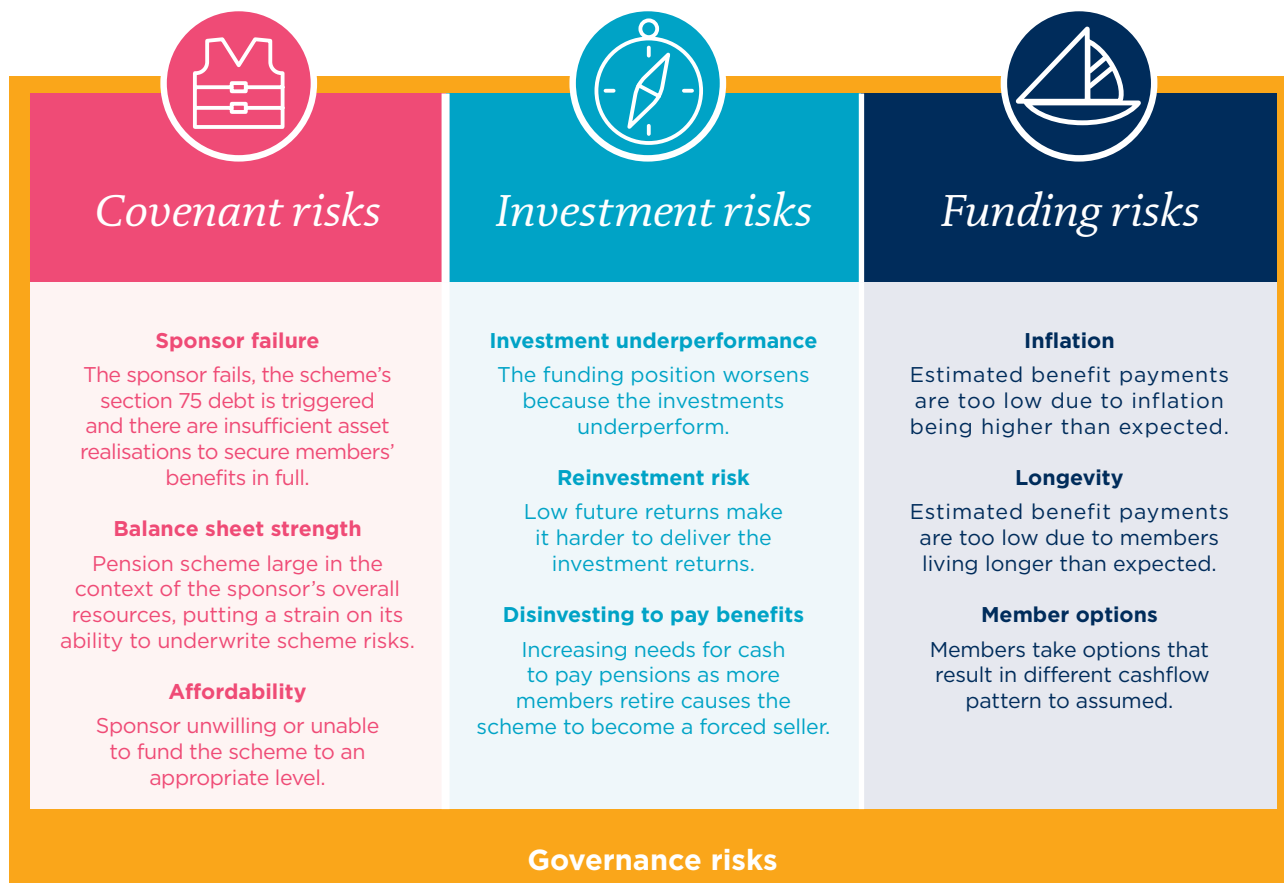 Covenant risks
Sponsor failure
The sponsor fails, the scheme's
section 75 debt is triggered
and there are insufficient asset
realisations to secure members'
benefits in full.
Balance sheet strength
Pension scheme large in the
context of the sponsor's overall
resources, putting a strain on its
ability to underwrite scheme risks.
Affordability
Sponsor unwilling or unable
to fund the scheme to an
appropriate level.
Investment risks
Investment underperformance
The funding position worsens
because the investments
underperform.
Reinvestment risk
Low future returns make
it harder to deliver the
investment returns.
Disinvesting to pay benefits
Increasing needs for cash
to pay pensions as more
members retire causes the
scheme to become a forced seller.
Funding risks
Inflation
Estimated benefit payments
are too low due to inflation
being higher than expected.
Longevity
Estimated benefit payments
are too low due to members
living longer than expected.
Member options
Members take options that
result in different cashflow
pattern to assumed.
Governance risks